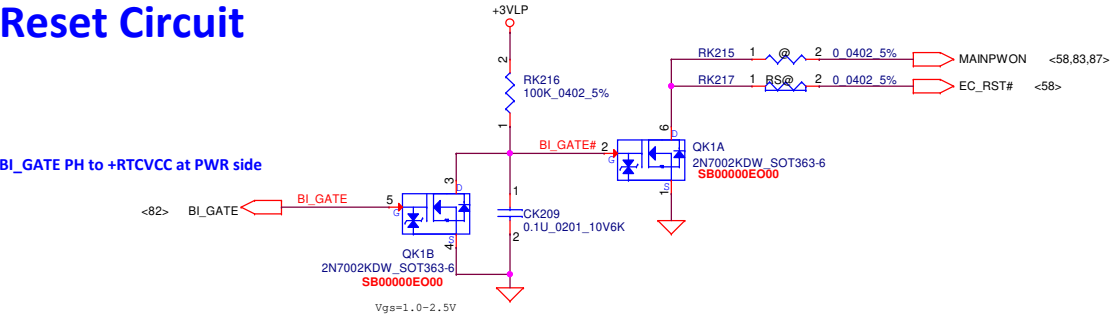 Reset Circuit
+3VLP
2
RK216
100K_0402_5%
1
RK215 1 @ 2 0_0402_5% MAINPWON <58,83,87>
RK217 1 RS@ 2 0_0402_5% EC_RST# <58>
BI_GATE PH to +RTCVCC at PWR side
BI_GATE# 2
G
6
D
S
1
QK1A
2N7002KDW_SOT363-6
SB00000EO00
<82> BI_GATE
BI_GATE 5
G
3
D
S
4
QK1B
2N7002KDW_SOT363-6
SB00000EO00
1
CK209
0.1U_0201_10V6K
2
Vgs=1.0-2.5V